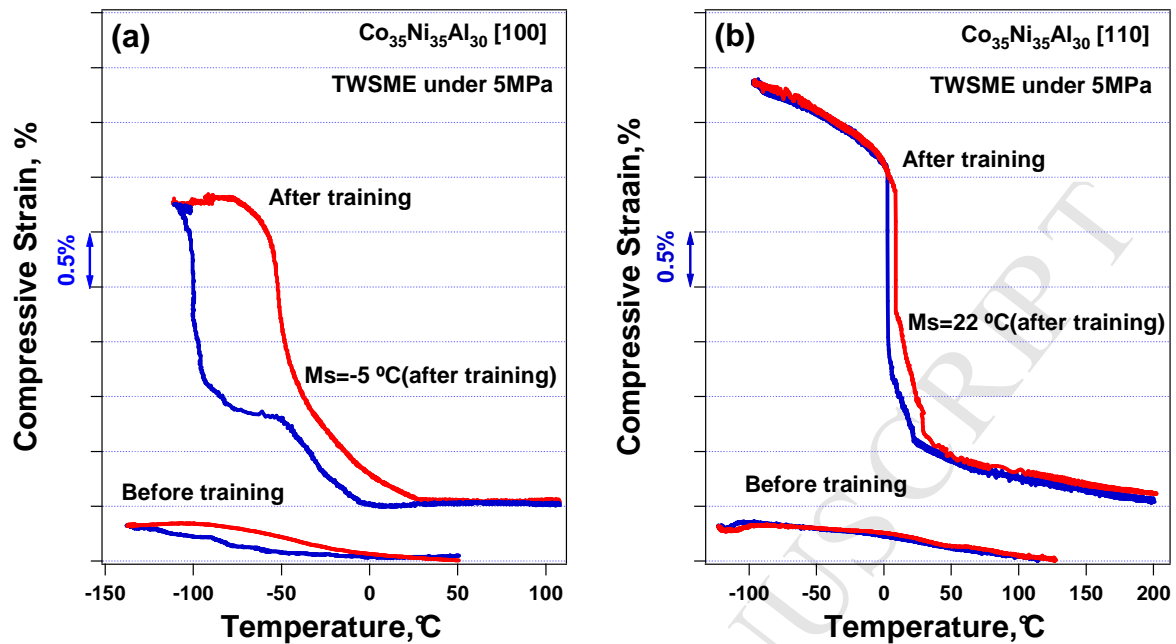 (a)
Co35Ni35Al30 [100]
TWSME under 5MPa
After training
Ms=-5 ºC(after training)
Before training
Compressive Strain, %
0.5%
-150 -100 -50 0 50 100
Temperature,°C
(b)
Co35Ni35Al30 [110]
TWSME under 5MPa
After training
Ms=22 ºC(after training)
Before training
Compressive Strain,%
0.5%
-100 -50 0 50 100 150 200
Temperature,°C
USCRIPT